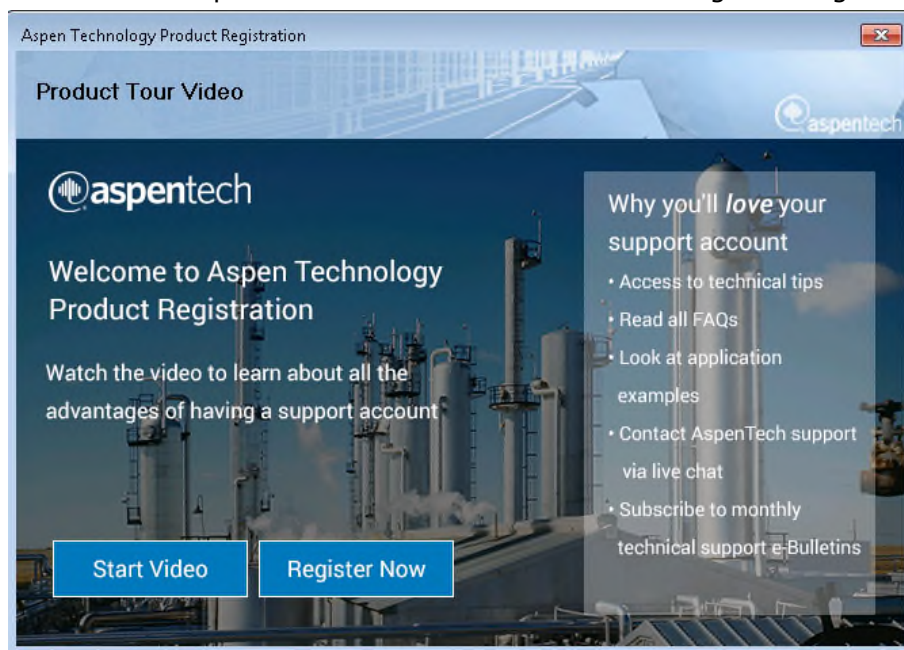 Aspen Technology Product Registration
Product Tour Video
aspentech
aspentech
Welcome to Aspen Technology
Product Registration
Watch the video to learn about all the
advantages of having a support account
Start Video
Register Now
Why you'll love your
support account
• Access to technical tips
• Read all FAQs
• Look at application
examples
• Contact AspenTech support
via live chat
• Subscribe to monthly
technical support e-Bulletins